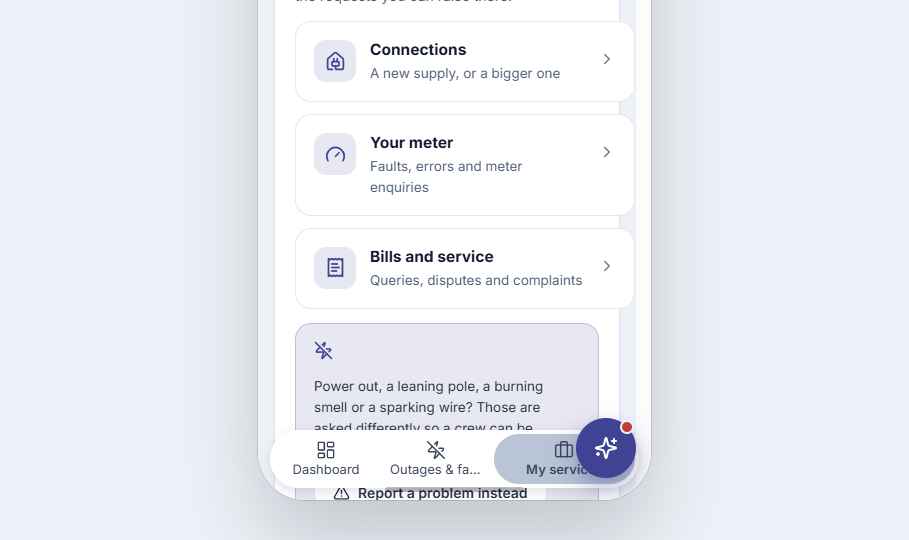 Connections
A new supply, or a bigger one
Your meter
Faults, errors and meter
enquiries
Bills and service
Queries, disputes and complaints
Power out, a leaning pole, a burning
smell or a sparking wire? Those are
asked differently so a crew can be
Dashboard
Outages & fa...
My servic
Report a problem instead